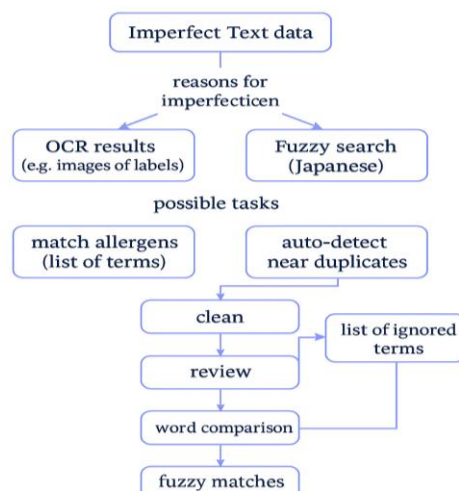 Imperfect Text data
reasons for
imperfecticen
OCR results
(e.g. images of labels)
Fuzzy search
(Japanese)
possible tasks
match allergens
(list of terms)
auto-detect
near duplicates
clean
list of ignored
terms
review
word comparison
fuzzy matches